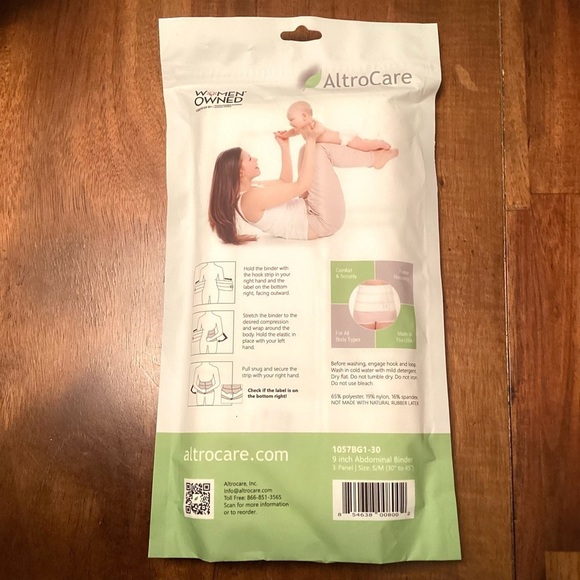 AltroCare
WOMEN
OWNED
Hold the binder with
the hook strip in your
right hand and the
label on the bottom
right, facing outward.
Stretch the binder to the
desired compression
and wrap around the
body. Hold the elastic in
place with your left
hand.
Pull snug and secure the
strip with your right hand.
Check if the label is on
the bottom right!
Comfort
For All
Body Types
Made in
Before washing, engage hook and loop.
Wash in cold water with mild detergent.
Dry flat. Do not tumble dry. Do not iron.
Do not use bleach.
65% polyester, 19% nylon, 16% spandex
NOT MADE WITH NATURAL RUBBER LATEX
altrocare.com
1057BG1-30
9 inch Abdominal Binder
3 Panel | Size: S/M (30" to 45")
Altrocare, Inc.
Info@altrocare.com
Toll Free: 866-851-3565
Scan for more information
or to reorder.
8 54638 00800 2